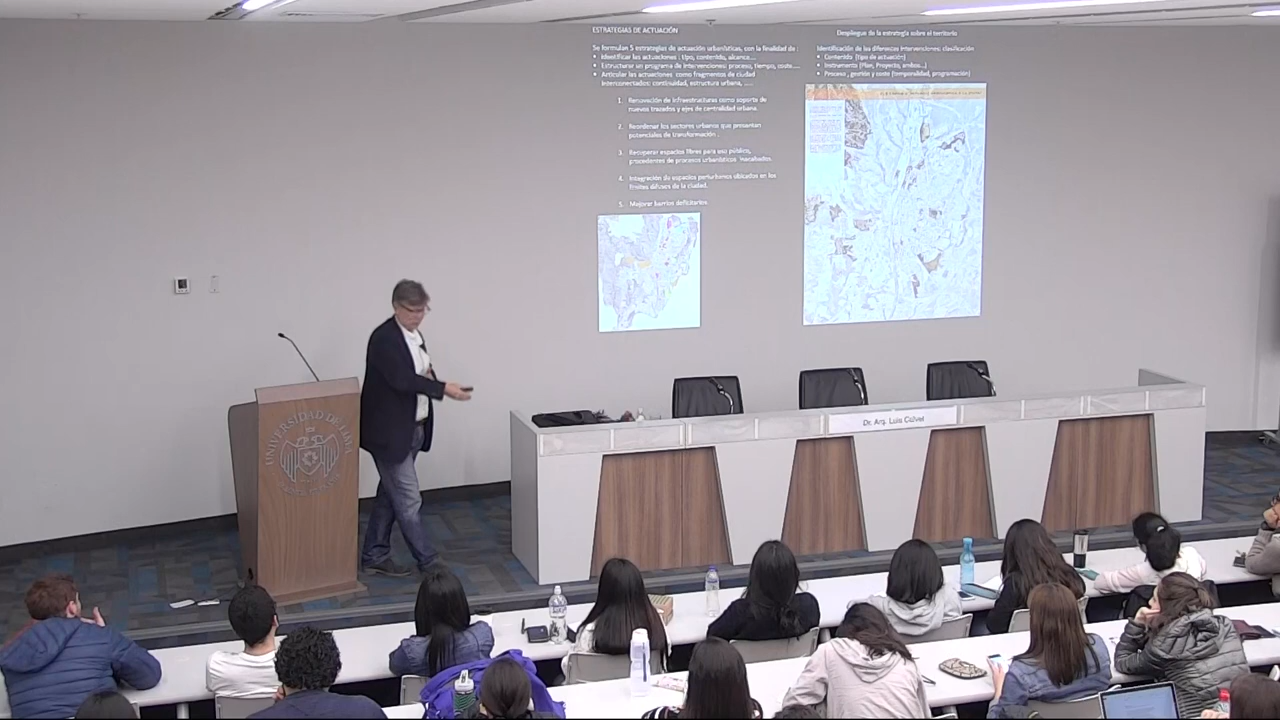 ESTRATEGIAS DE ACTUACIÓN
Se formulan 5 estrategias de actuación urbanísticas, con la finalidad de :
• Identificar las actuaciones : tipo, contenido, alcance...
• Estructurar un programa de intervenciones: proceso, tiempo, coste....
• Articular las actuaciones como fragmentos de ciudad
interconectados: continuidad, estructura urbana, ....
1. Renovación de infraestructuras como soporte de
nuevos trazados y ejes de centralidad urbana.
2. Reordenar los sectores urbanos que presentan
potenciales de transformación .
3. Recuperar espacios libres para uso público,
procedentes de procesos urbanísticos inacabados.
4. Integración de espacios periurbanos ubicados en los
límites difusos de la ciudad.
5. Mejorar barrios deficitarios.
Despliegue de la estrategia sobre el territorio
Identificación de las diferentes intervenciones: clasificación
• Contenido (tipo de actuación)
• Instrumento (Plan, Proyecto, ambos...)
• Proceso , gestión y coste (temporalidad, programación)
UNIVERSIDAD DE LIMA
Dr. Arq. Luis Calvet